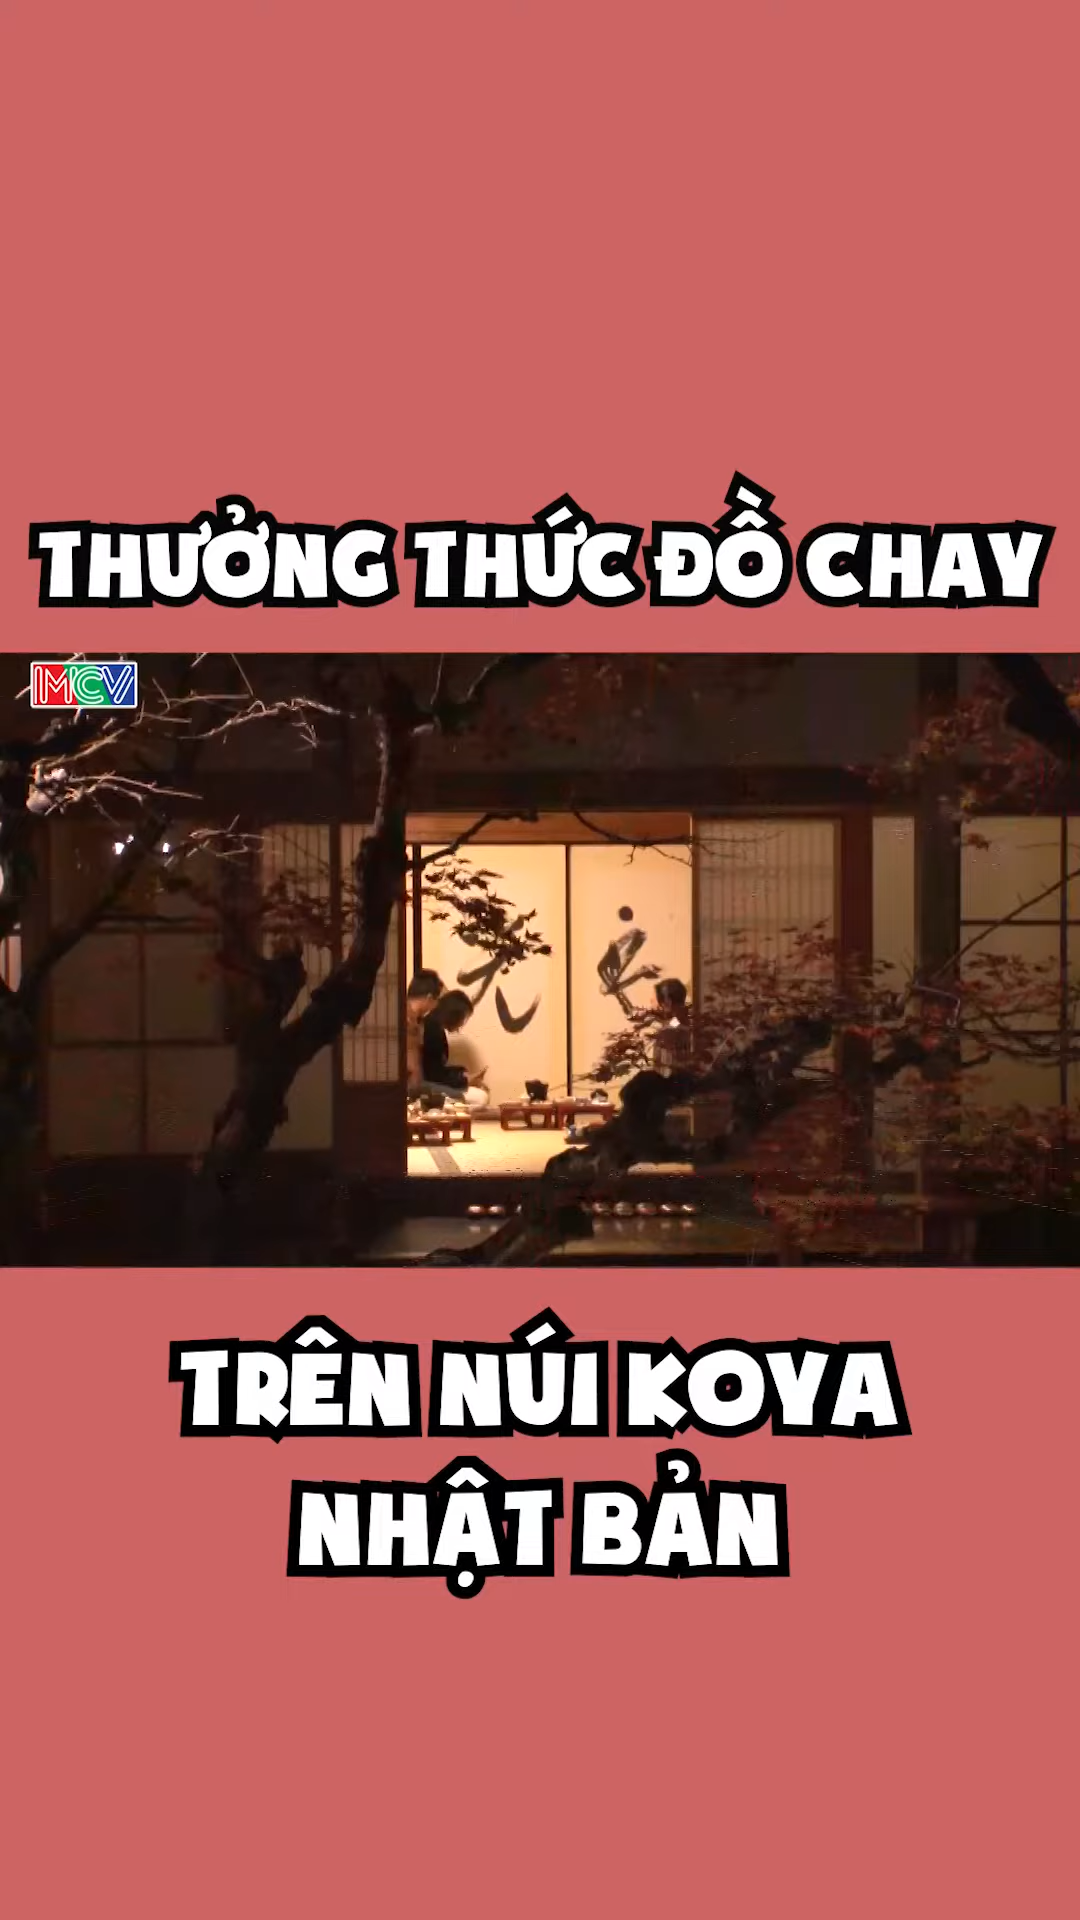 THƯỞNG THỨC ĐỒ CHAY
MCV
TRÊN NÚI KOYA
NHẬT BẢN